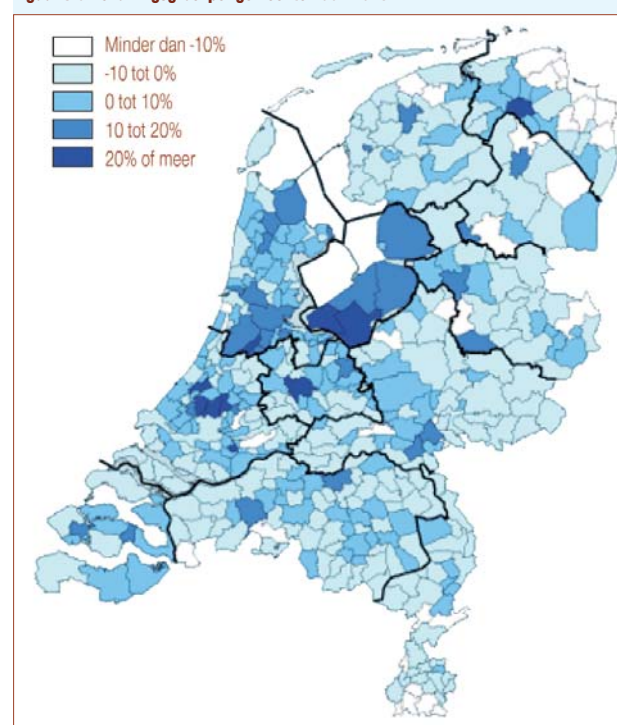 Minder dan -10%
-10 tot 0%
0 tot 10%
10 tot 20%
20% of meer